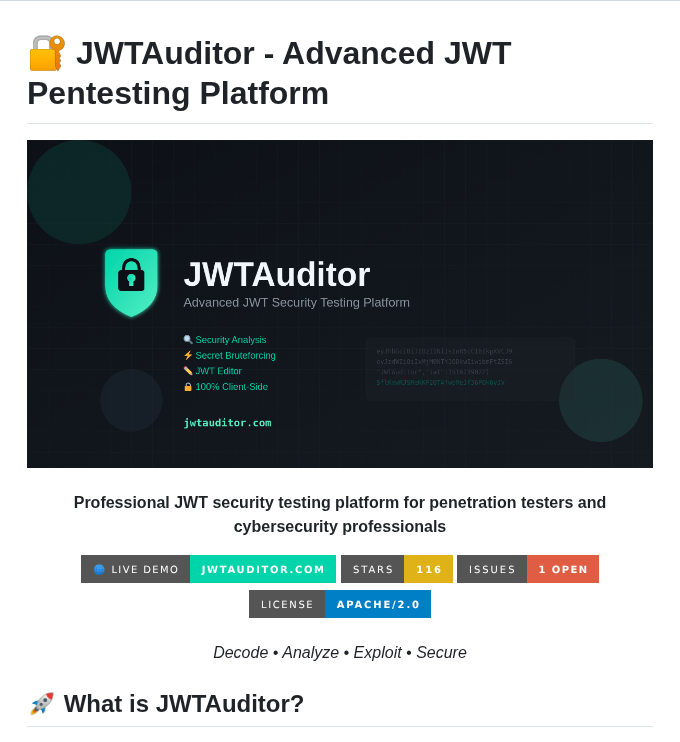 JWTAuditor - Advanced JWT
Pentesting Platform
JWTAuditor
Advanced JWT Security Testing Platform
Security Analysis
Secret Bruteforcing
JWT Editor
100% Client-Side
jwtauditor.com
Professional JWT security testing platform for penetration testers and
cybersecurity professionals
LIVE DEMO JWTAUDITOR.COM STARS 116 ISSUES 1 OPEN
LICENSE APACHE/2.0
Decode • Analyze • Exploit • Secure
What is JWTAuditor?